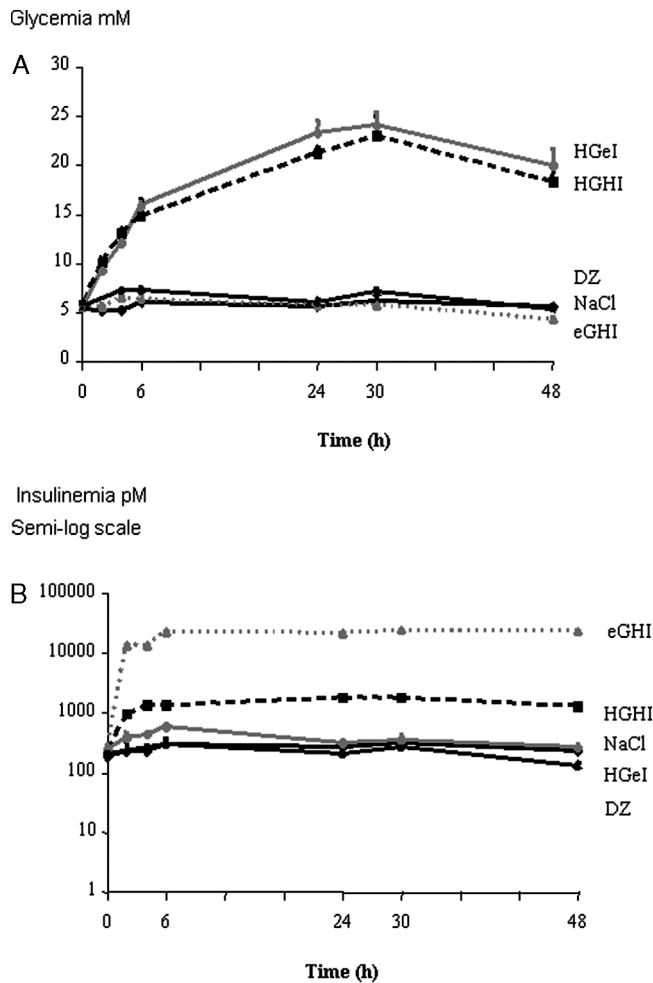 Glycemia mM
A
30
25
20
15
10
5
0
HGeI
HGHI
DZ
NaCl
eGHI
0 6 24 30 48
Time (h)
Insulinemia pM
Semi-log scale
B
100000
10000
1000
100
10
1
eGHI
HGHI
NaCl
HGeI
DZ
0 6 24 30 48
Time (h)